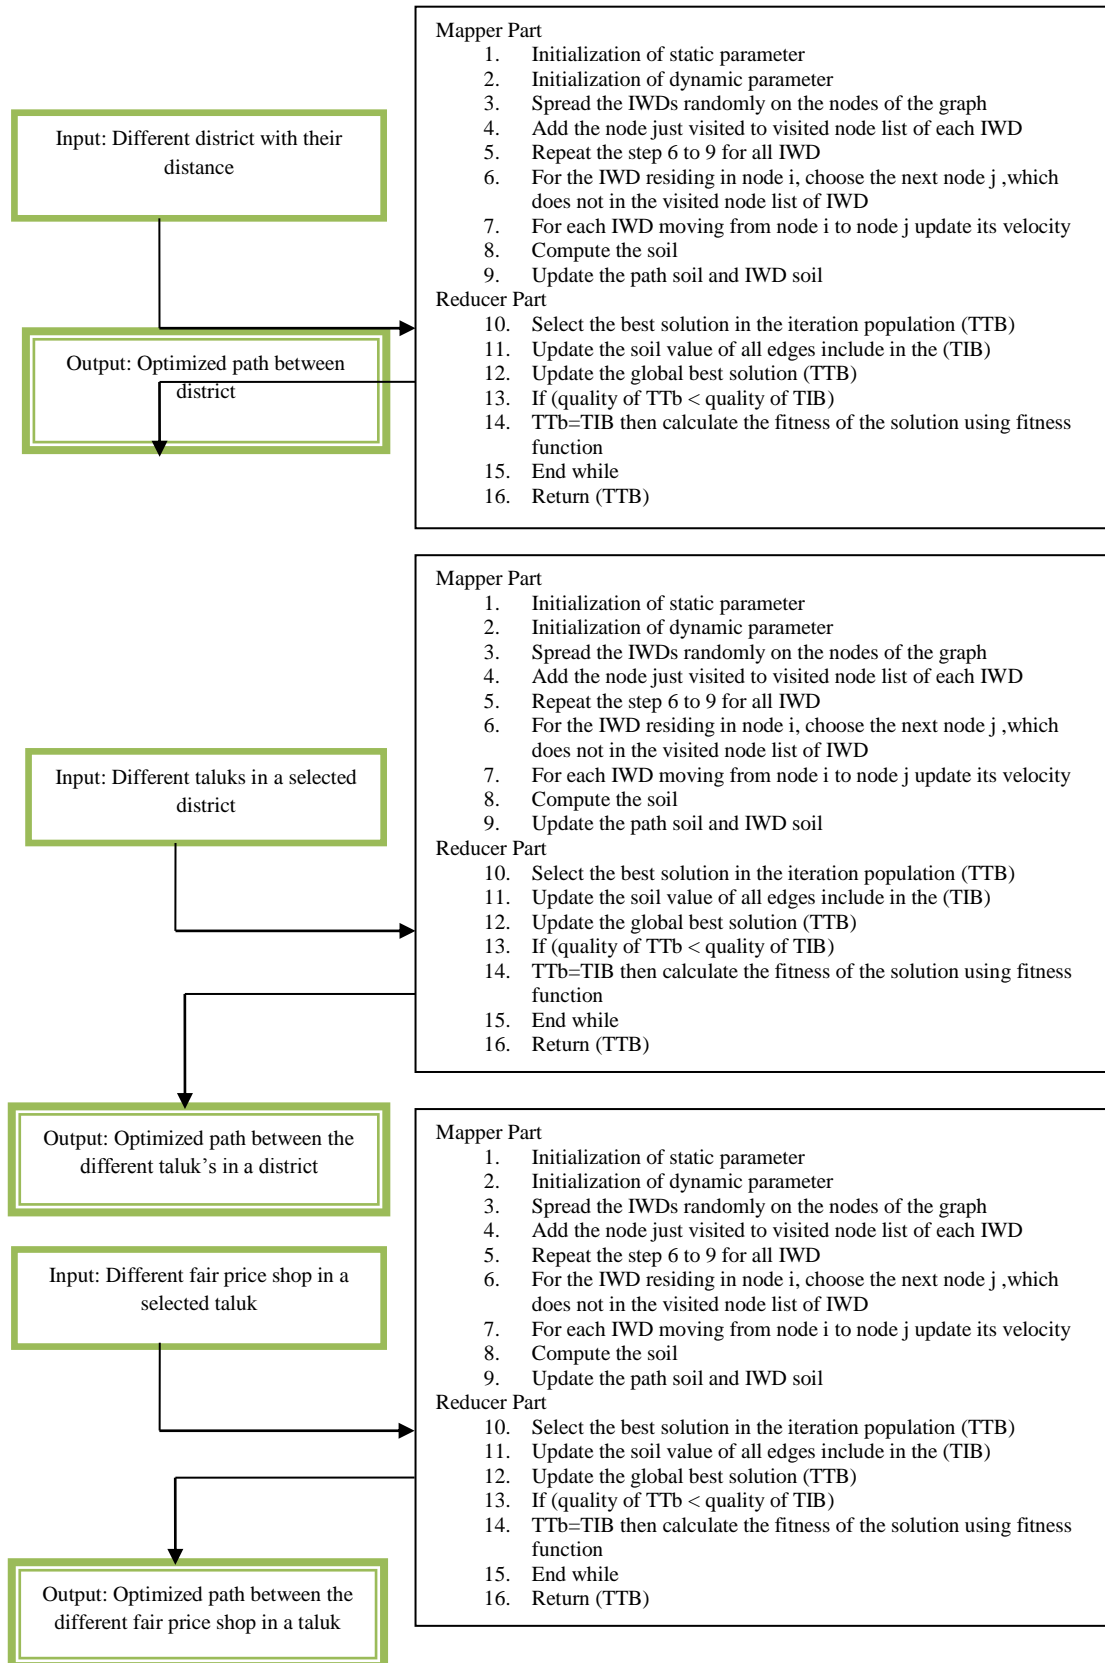 Input: Different district with their
distance
Mapper Part
1. Initialization of static parameter
2. Initialization of dynamic parameter
3. Spread the IWDs randomly on the nodes of the graph
4. Add the node just visited to visited node list of each IWD
5. Repeat the step 6 to 9 for all IWD
6. For the IWD residing in node i, choose the next node j ,which
does not in the visited node list of IWD
7. For each IWD moving from node i to node j update its velocity
8. Compute the soil
9. Update the path soil and IWD soil
Reducer Part
10. Select the best solution in the iteration population (TTB)
11. Update the soil value of all edges include in the (TIB)
12. Update the global best solution (TTB)
13. If (quality of TTb < quality of TIB)
14. TTb=TIB then calculate the fitness of the solution using fitness
function
15. End while
16. Return (TTB)
Output: Optimized path between
district
Input: Different taluks in a selected
district
Mapper Part
1. Initialization of static parameter
2. Initialization of dynamic parameter
3. Spread the IWDs randomly on the nodes of the graph
4. Add the node just visited to visited node list of each IWD
5. Repeat the step 6 to 9 for all IWD
6. For the IWD residing in node i, choose the next node j ,which
does not in the visited node list of IWD
7. For each IWD moving from node i to node j update its velocity
8. Compute the soil
9. Update the path soil and IWD soil
Reducer Part
10. Select the best solution in the iteration population (TTB)
11. Update the soil value of all edges include in the (TIB)
12. Update the global best solution (TTB)
13. If (quality of TTb < quality of TIB)
14. TTb=TIB then calculate the fitness of the solution using fitness
function
15. End while
16. Return (TTB)
Output: Optimized path between the
different taluk's in a district
Input: Different fair price shop in a
selected taluk
Mapper Part
1. Initialization of static parameter
2. Initialization of dynamic parameter
3. Spread the IWDs randomly on the nodes of the graph
4. Add the node just visited to visited node list of each IWD
5. Repeat the step 6 to 9 for all IWD
6. For the IWD residing in node i, choose the next node j ,which
does not in the visited node list of IWD
7. For each IWD moving from node i to node j update its velocity
8. Compute the soil
9. Update the path soil and IWD soil
Reducer Part
10. Select the best solution in the iteration population (TTB)
11. Update the soil value of all edges include in the (TIB)
12. Update the global best solution (TTB)
13. If (quality of TTb < quality of TIB)
14. TTb=TIB then calculate the fitness of the solution using fitness
function
15. End while
16. Return (TTB)
Output: Optimized path between the
different fair price shop in a taluk